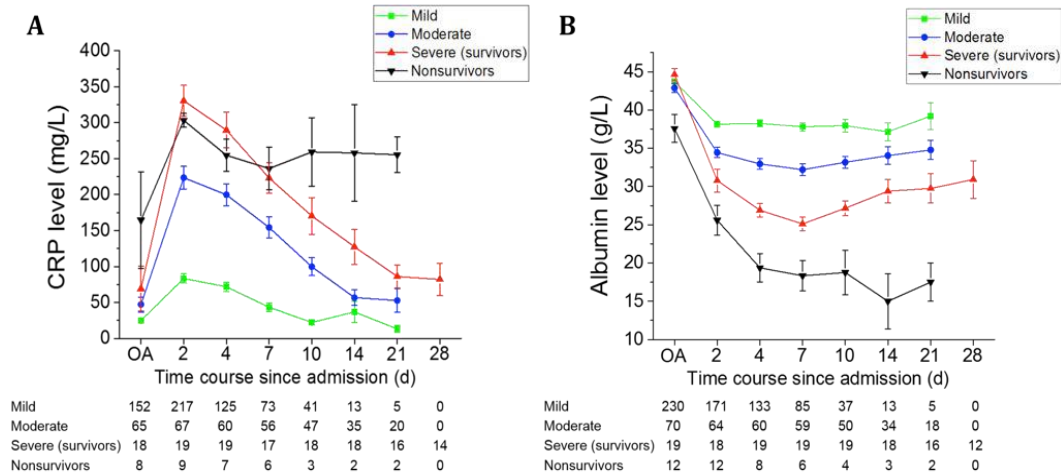 A
Mild
Moderate
Severe (survivors)
Nonsurvivors
CRP level (mg/L)
400
350
300
250
200
150
100
50
0
OA 2 4 7 10 14 21 28
Time course since admission (d)
Mild 152 217 125 73 41 13 5 0
Moderate 65 67 60 56 47 35 20 0
Severe (survivors) 18 19 19 17 18 18 16 14
Nonsurvivors 8 9 7 6 3 2 2 0
B
Mild
Moderate
Severe (survivors)
Nonsurvivors
Albumin level (g/L)
45
40
35
30
25
20
15
10
OA 2 4 7 10 14 21 28
Time course since admission (d)
Mild 230 171 133 85 37 13 5 0
Moderate 70 64 60 59 50 34 18 0
Severe (survivors) 19 18 19 19 19 18 16 12
Nonsurvivors 12 12 8 6 4 3 2 0